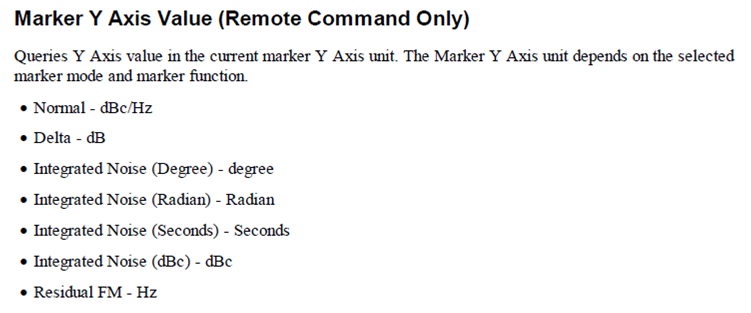 Marker Y Axis Value (Remote Command Only)
Queries Y Axis value in the current marker Y Axis unit. The Marker Y Axis unit depends on the selected
marker mode and marker function.
• Normal - dBc/Hz
• Delta - dB
• Integrated Noise (Degree) - degree
• Integrated Noise (Radian) - Radian
• Integrated Noise (Seconds) - Seconds
• Integrated Noise (dBc) - dBc
• Residual FM - Hz